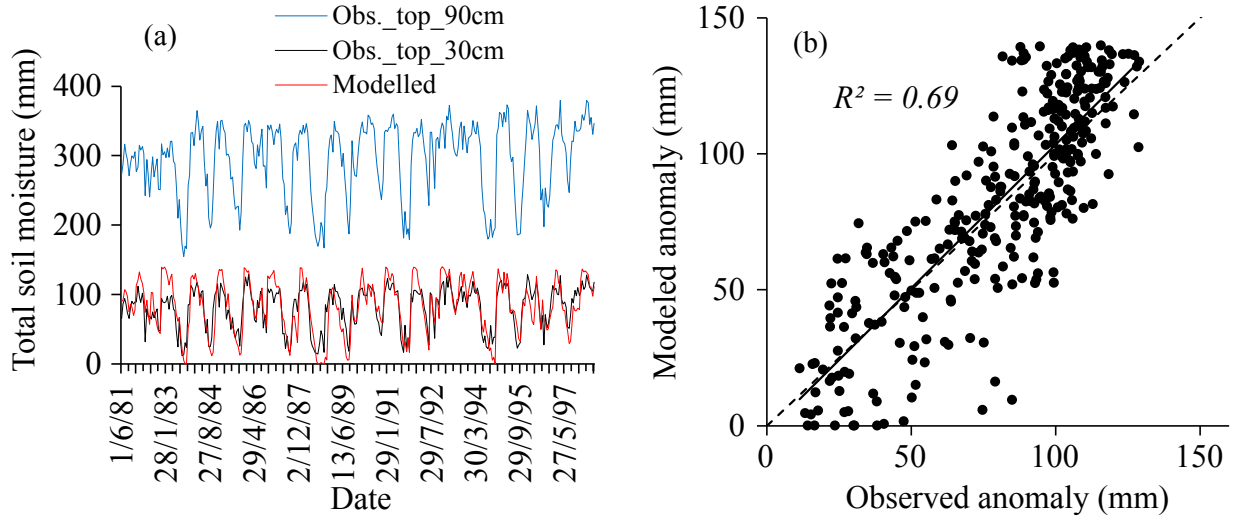 (a)
Obs._top_90cm
Obs._top_30cm
Modelled
Total soil moisture (mm)
400
300
200
100
0
1/6/81
28/1/83
27/8/84
29/4/86
2/12/87
13/6/89
29/1/91
29/7/92
30/3/94
29/9/95
27/5/97
Date
(b)
R² = 0.69
Modeled anomaly (mm)
150
100
50
0
0
50
100
150
Observed anomaly (mm)